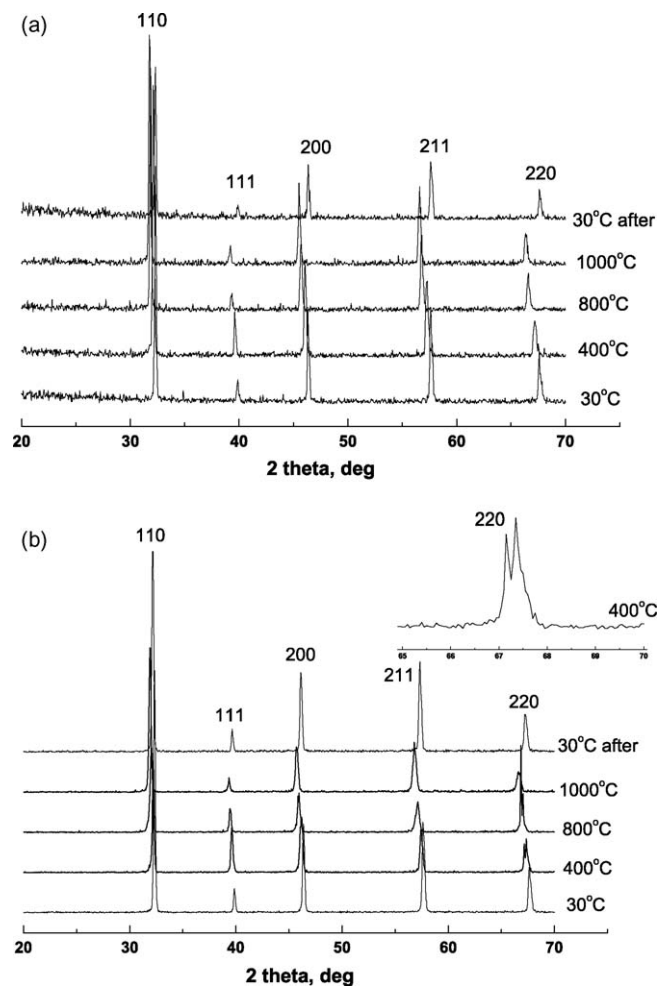 (a)
110
111
200
211
220
30°C after
1000°C
800°C
400°C
30°C
20 30 40 50 60 70
2 theta, deg
(b)
110
111
200
211
220
220
400°C
65 66 67 68 69 70
30°C after
1000°C
800°C
400°C
30°C
20 30 40 50 60 70
2 theta, deg